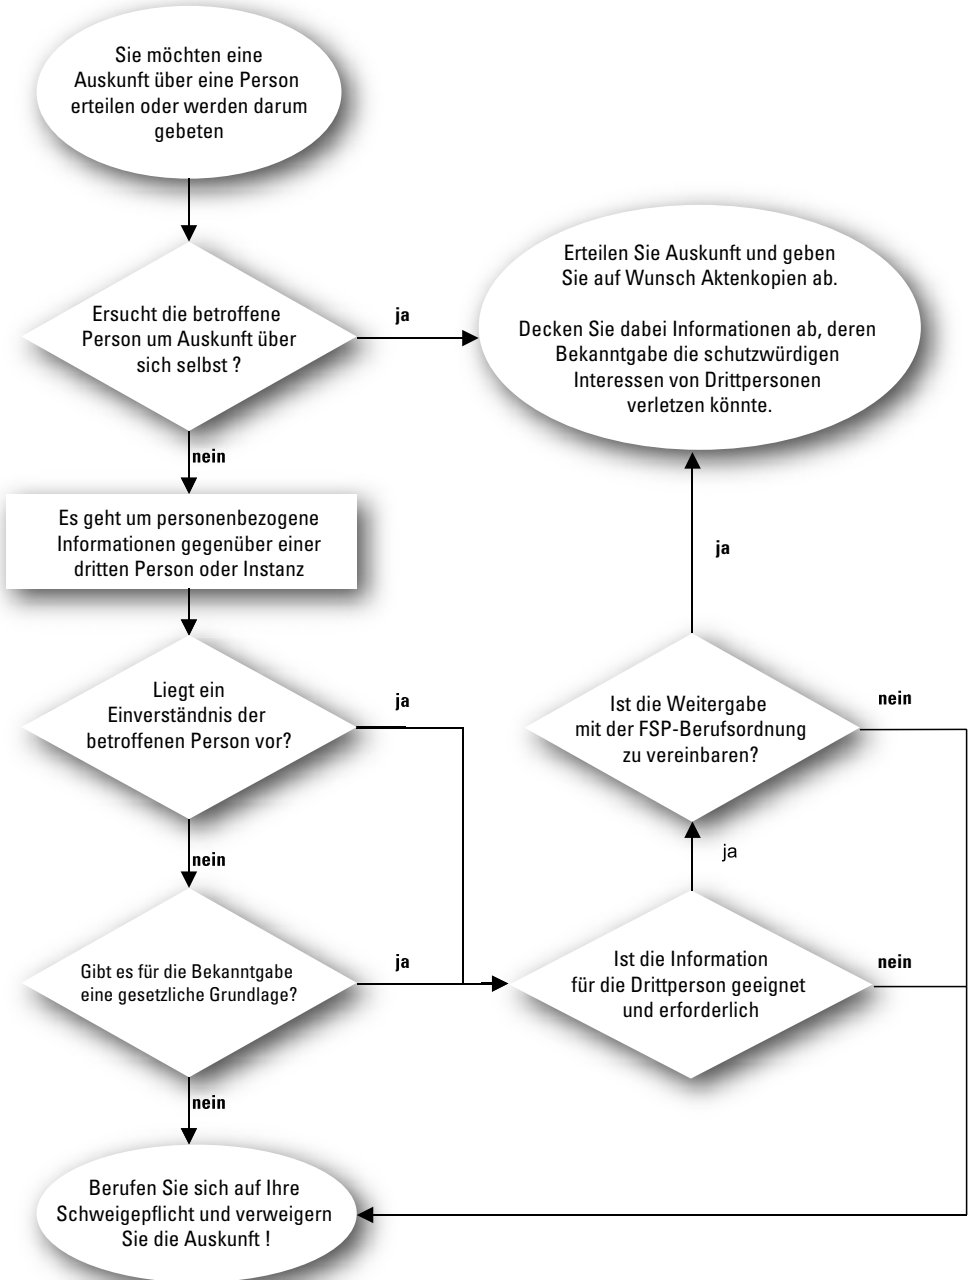 Sie möchten eine
Auskunft über eine Person
erteilen oder werden darum
gebeten
Ersucht die betroffene
Person um Auskunft über
sich selbst ?
ja
Erteilen Sie Auskunft und geben
Sie auf Wunsch Aktenkopien ab.
Decken Sie dabei Informationen ab, deren
Bekanntgabe die schutzwürdigen
Interessen von Drittpersonen
verletzen könnte.
nein
Es geht um personenbezogene
Informationen gegenüber einer
dritten Person oder Instanz
ja
Liegt ein
Einverständnis der
betroffenen Person vor?
ja
Ist die Weitergabe
mit der FSP-Berufsordnung
zu vereinbaren?
nein
nein
ja
Gibt es für die Bekanntgabe
eine gesetzliche Grundlage?
ja
Ist die Information
für die Drittperson geeignet
und erforderlich
nein
nein
Berufen Sie sich auf Ihre
Schweigepflicht und verweigern
Sie die Auskunft !